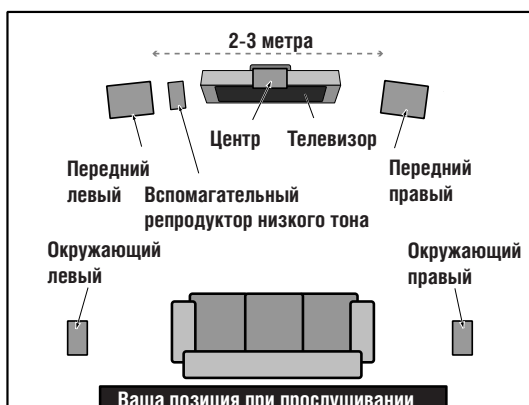 2-3 метра
Центр
Телевизор
Передний
левый
Вспомагательный
репродуктор низкого тона
Передний
правый
Окружающий
левый
Окружающий
правый
Ваша позиция при прослушивании